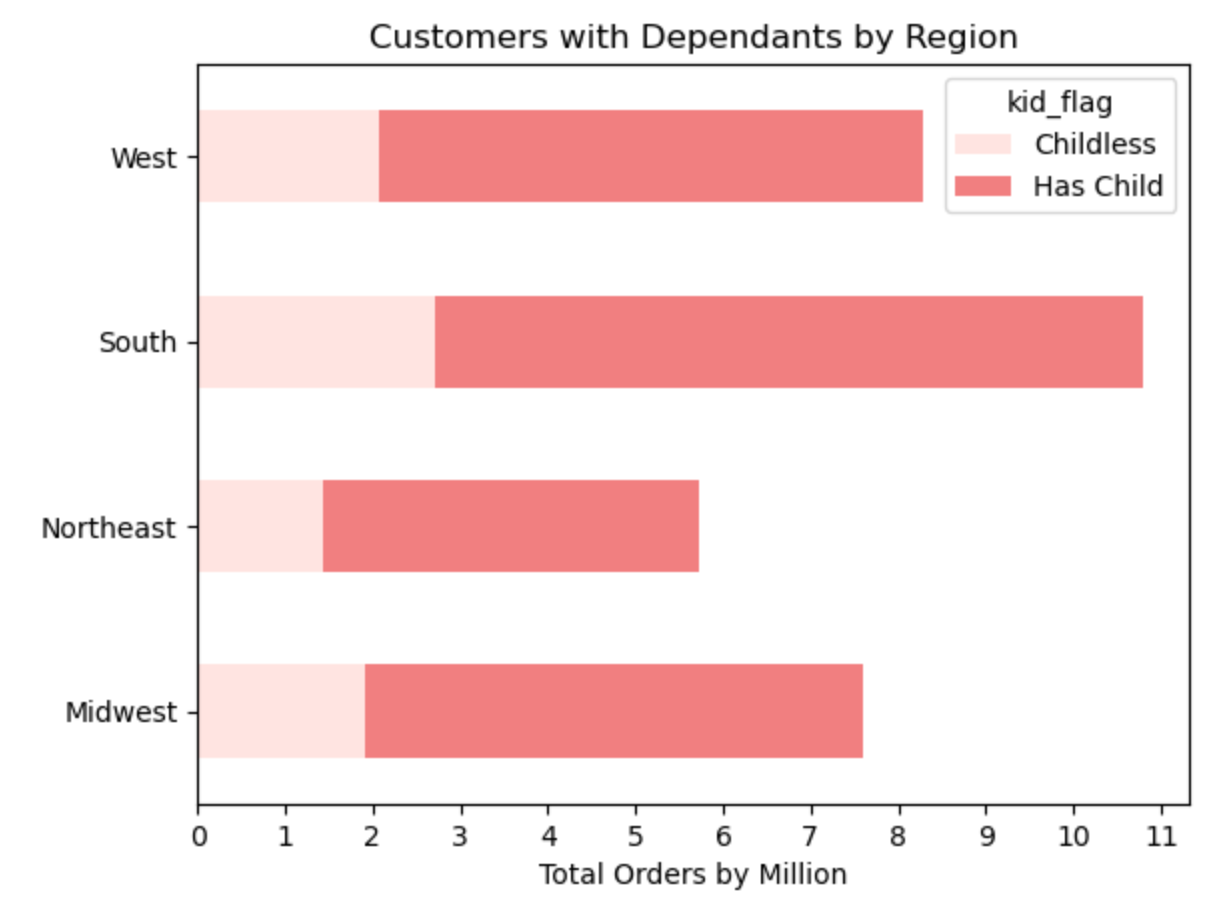 Customers with Dependants by Region
kid_flag
Childless
Has Child
West
South
Northeast
Midwest
0 1 2 3 4 5 6 7 8 9 10 11
Total Orders by Million